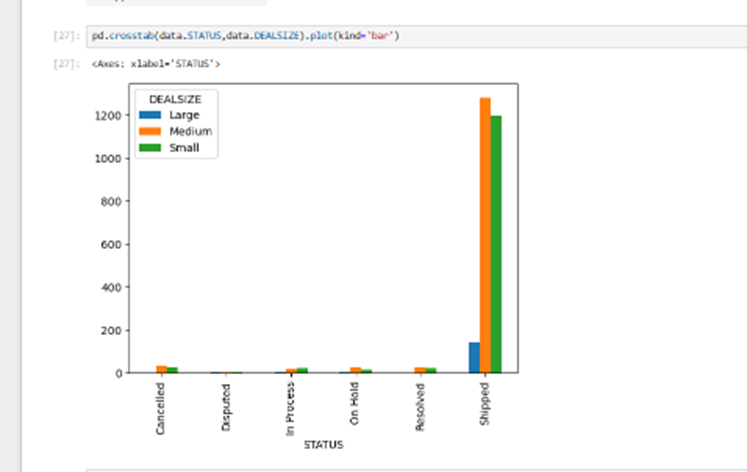 [27]: pd.crosstab(data.STATUS,data.DEALSIZE).plot(kind='bar')
[27]: <Axes: xlabel='STATUS'>
DEALSIZE
Large
Medium
Small
1200
1000
800
600
400
200
0
Cancelled
Disputed
In Process
On Hold
Resolved
Shipped
STATUS